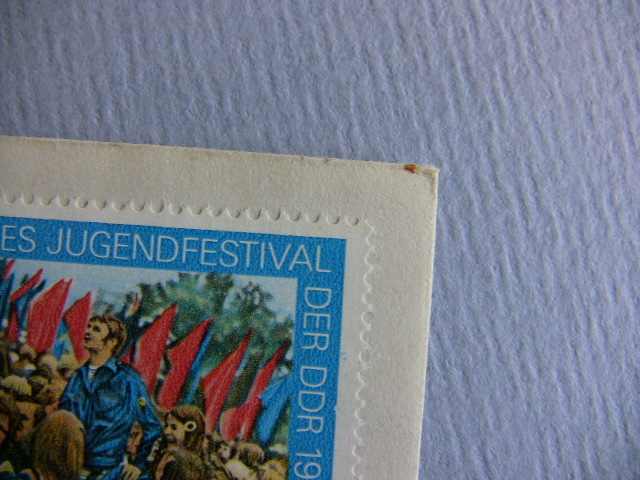 ES JUGENDFESTIVAL
DER DDR 19